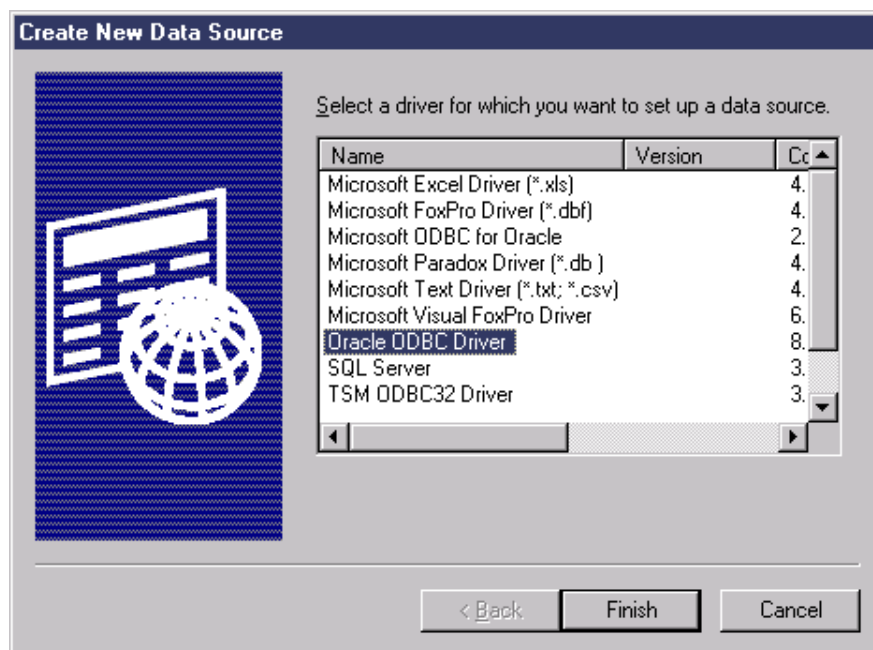 Create New Data Source
Select a driver for which you want to set up a data source.
Name Version Co
Microsoft Excel Driver (*.xls) 4.
Microsoft FoxPro Driver (*.dbf) 4.
Microsoft ODBC for Oracle 2.
Microsoft Paradox Driver (*.db ) 4.
Microsoft Text Driver (*.txt; *.csv) 4.
Microsoft Visual FoxPro Driver 6.
Oracle ODBC Driver 8.
SQL Server 3.
TSM ODBC32 Driver 3.
< Back Finish Cancel